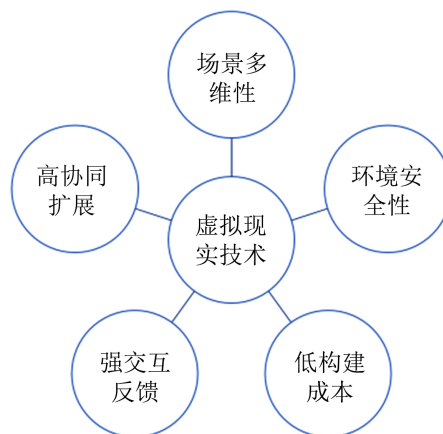 场景多
维性
高协同
扩展
环境安
全性
虚拟现
实技术
强交互
反馈
低构建
成本